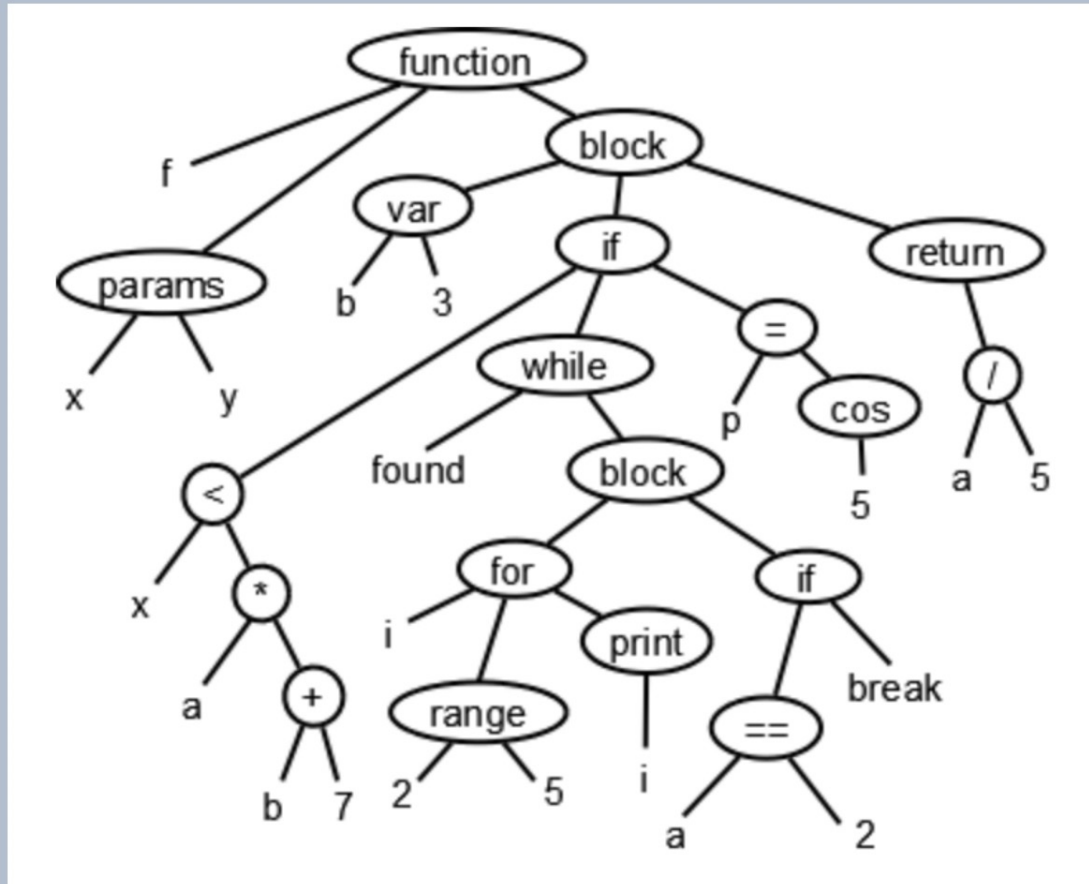 function
block
f
var
if
return
params
b 3
=
while
/
x y
p
cos
found
block
a 5
<
5
for
if
x
*
i
print
break
a
+
range
==
b 7
2 5
i
a 2